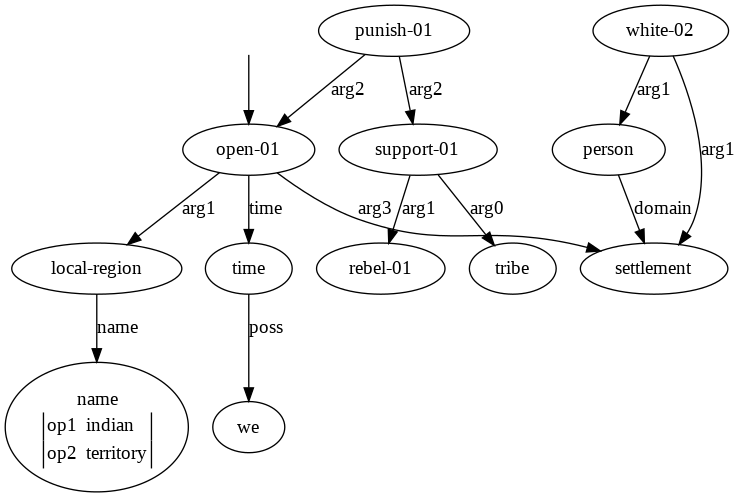 punish-01
white-02
arg2
arg2
arg1
open-01
support-01
person
arg1
arg1
time
arg3
arg1
arg0
domain
local-region
time
rebel-01
tribe
settlement
name
poss
name
op1 indian
op2 territory
we